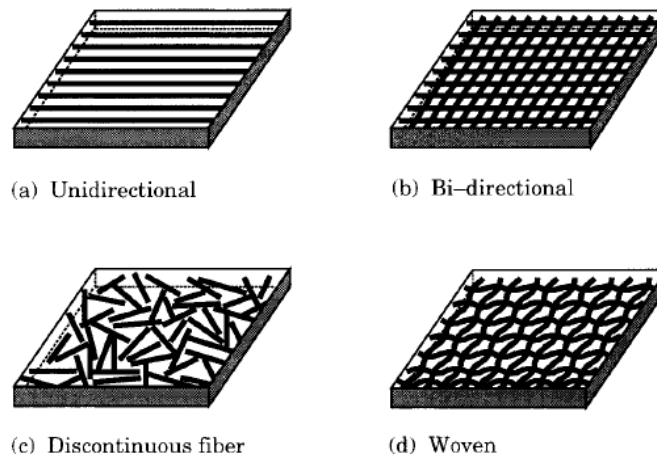 (a) Unidirectional
(b) Bi–directional
(c) Discontinuous fiber
(d) Woven